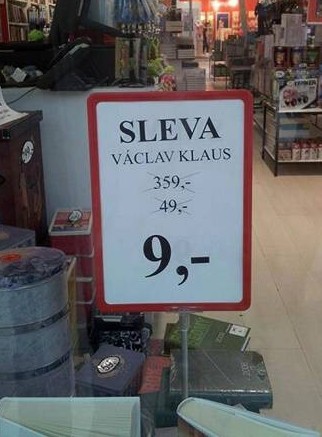 SLEVA
VÁCLAV KLAUS
359,-
49,-
9,-